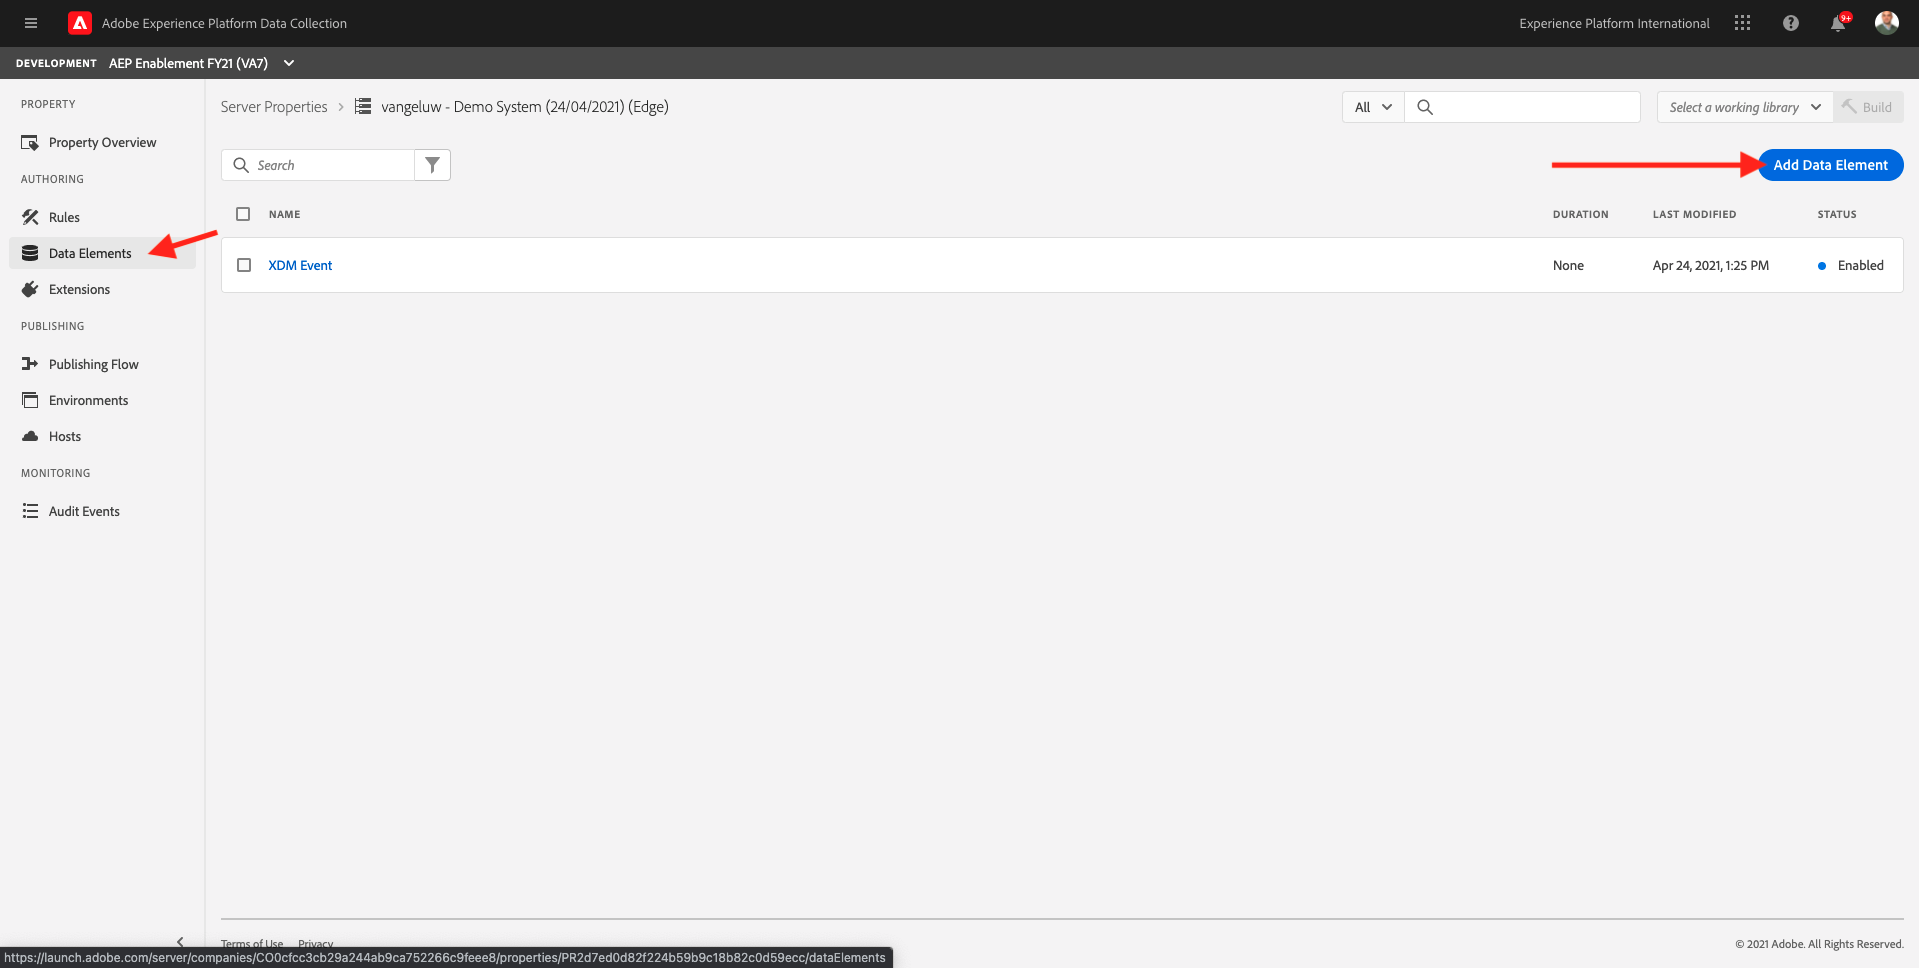 Adobe Experience Platform Data Collection
Experience Platform International
9+
DEVELOPMENT AEP Enablement FY21 (VA7)
PROPERTY
Property Overview
AUTHORING
Rules
Data Elements
Extensions
PUBLISHING
Publishing Flow
Environments
Hosts
MONITORING
Audit Events
Server Properties > vangeluw - Demo System (24/04/2021) (Edge)
All
Select a working library
Build
Search
Add Data Element
NAME DURATION LAST MODIFIED STATUS
XDM Event None Apr 24, 2021, 1:25 PM Enabled
Terms of Use Privacy
© 2021 Adobe. All Rights Reserved.
https://launch.adobe.com/server/companies/CO0cfcc3cb29a244ab9ca752266c9feee8/properties/PR2d7ed0d82f224b59b9c18b82c0d59ecc/dataElements